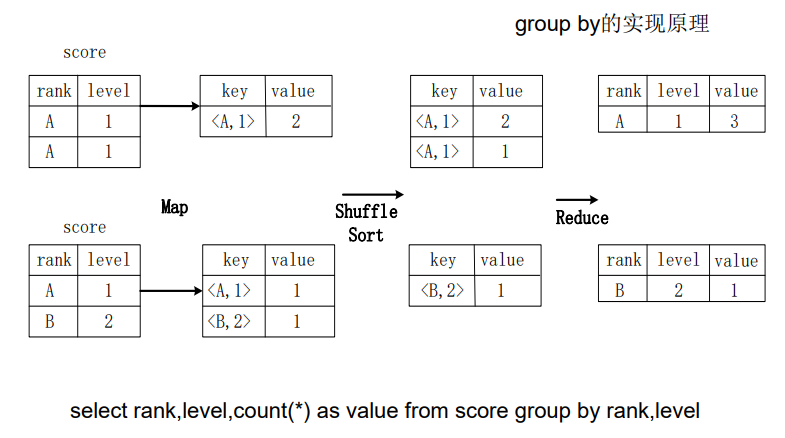 group by的实现原理
score
rank level
A 1
A 1
key value
<A,1> 2
key value
<A,1> 2
<A,1> 1
rank level value
A 1 3
Map
Shuffle
Sort
Reduce
score
rank level
A 1
B 2
key value
<A,1> 1
<B,2> 1
key value
<B,2> 1
rank level value
B 2 1
select rank,level,count(*) as value from score group by rank,level